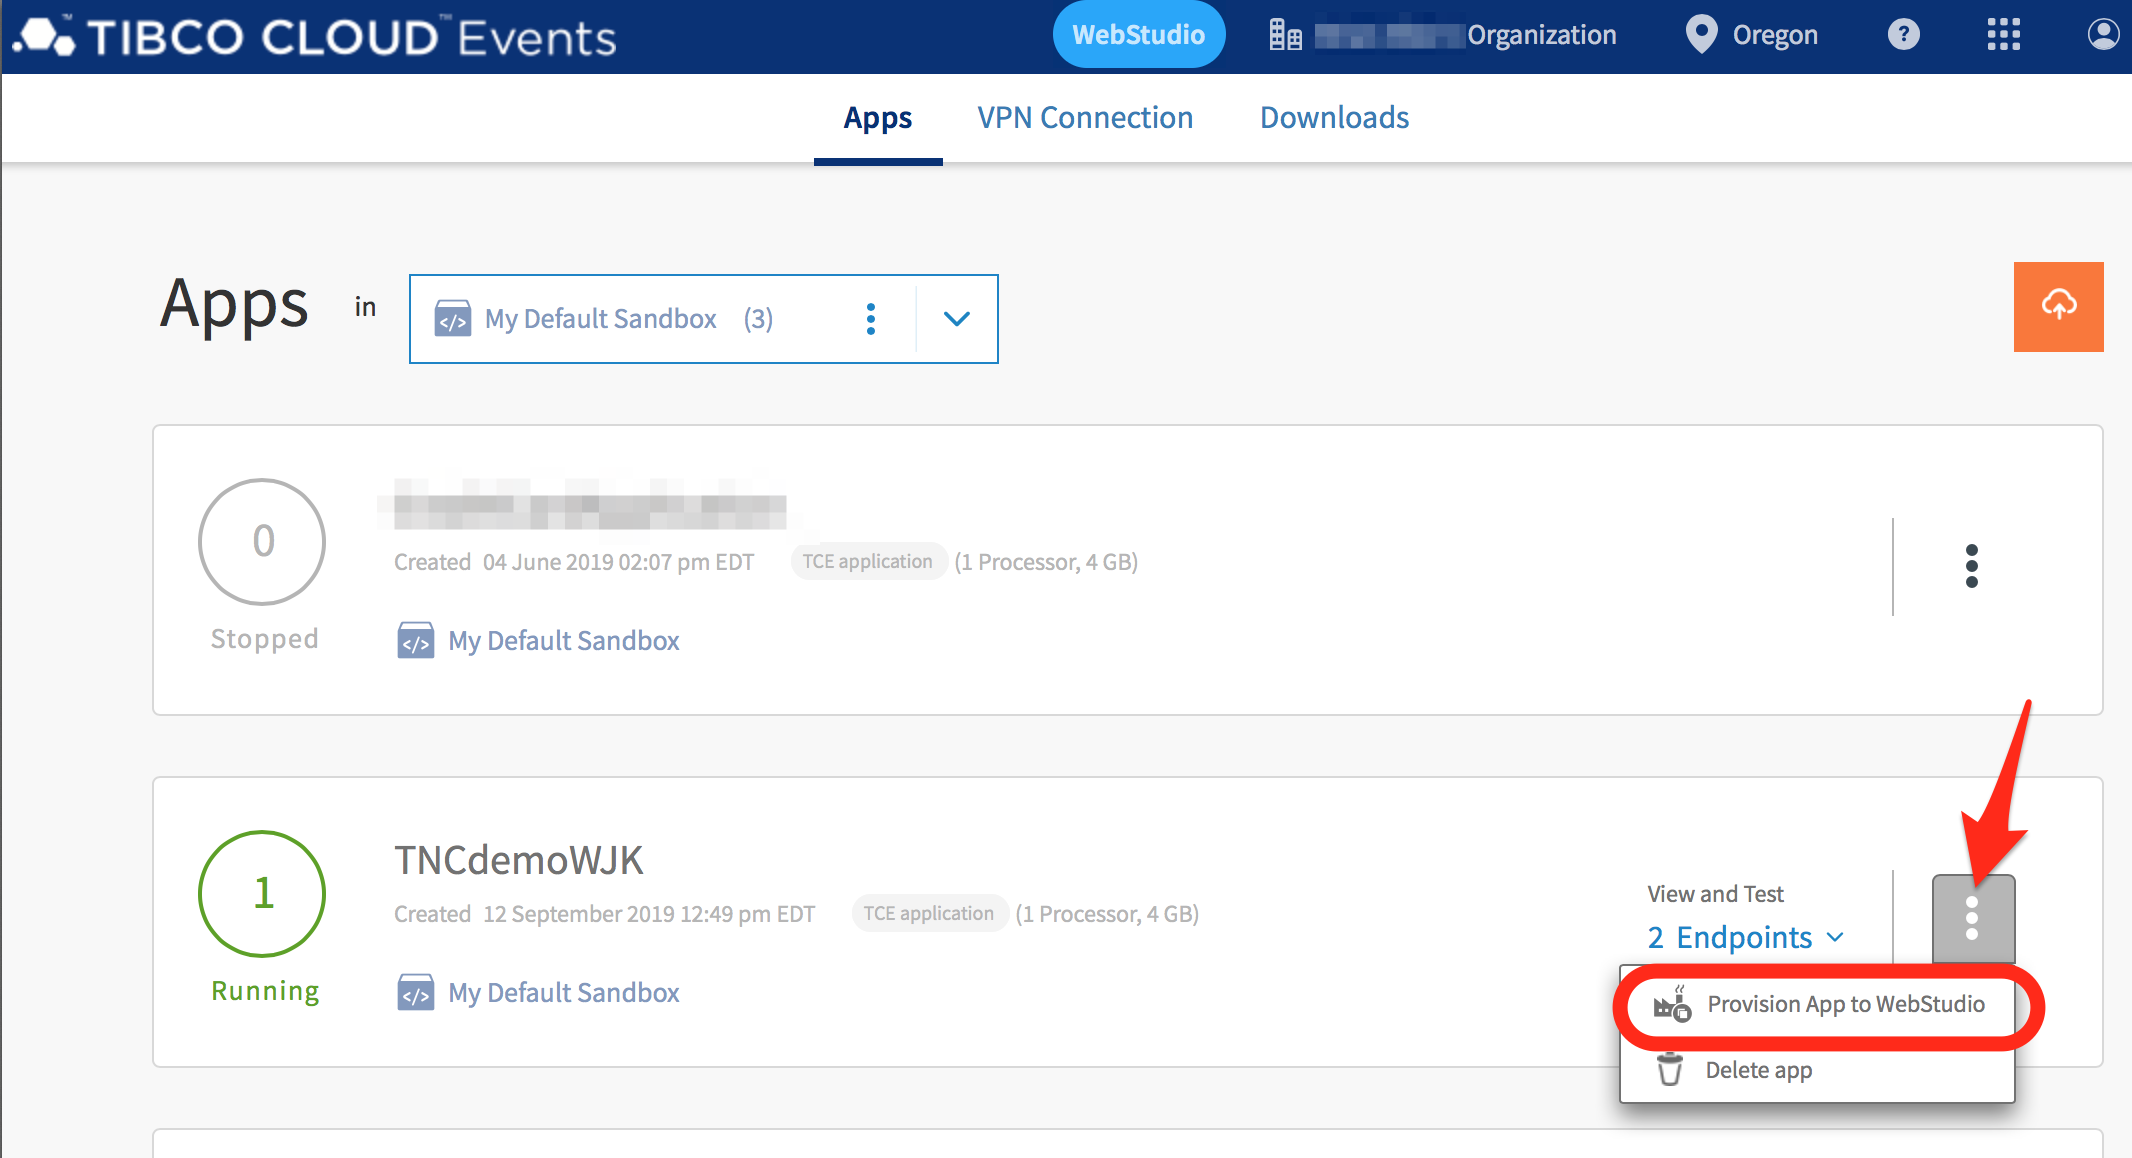 TIBCO CLOUD™ Events WebStudio Organization Oregon ?
Apps VPN Connection Downloads
Apps in </> My Default Sandbox (3)
0
Created 04 June 2019 02:07 pm EDT TCE application (1 Processor, 4 GB)
Stopped
</> My Default Sandbox
1
TNCdemoWJK
Created 12 September 2019 12:49 pm EDT TCE application (1 Processor, 4 GB)
View and Test
2 Endpoints
Running
</> My Default Sandbox
Provision App to WebStudio
Delete app